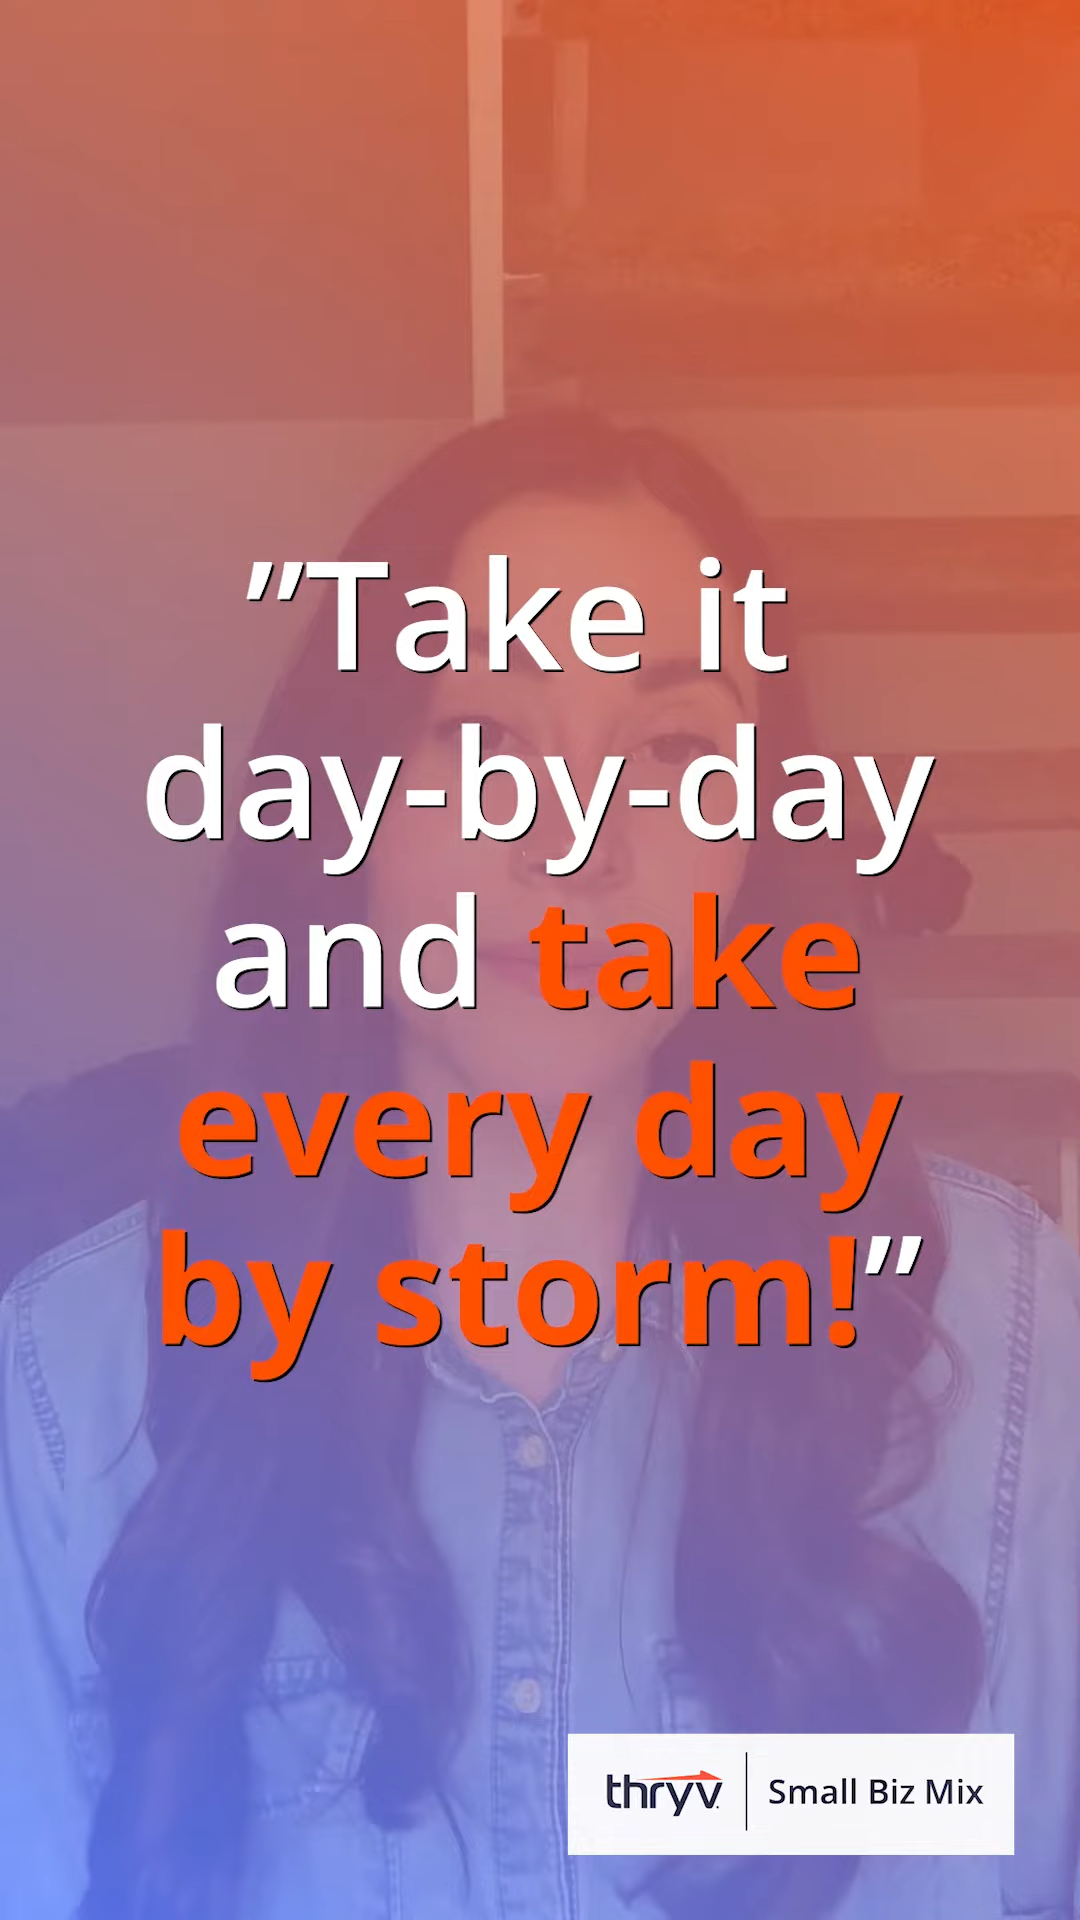 ”Take it
day-by-day
and take
every day
by storm!”
thryv | Small Biz Mix